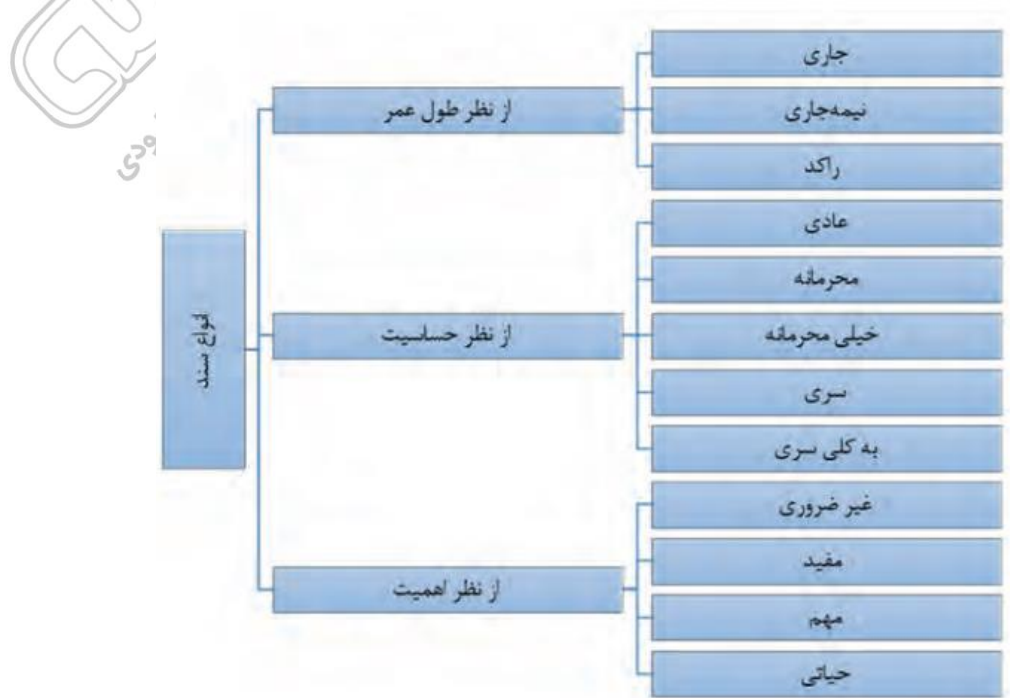 انواع سند
از نظر طول عمر
جاری
نیمه‌جاری
راکد
از نظر حساسیت
عادی
محرمانه
خیلی محرمانه
سری
به کلی سری
از نظر اهمیت
غیر ضروری
مفید
مهم
حیاتی